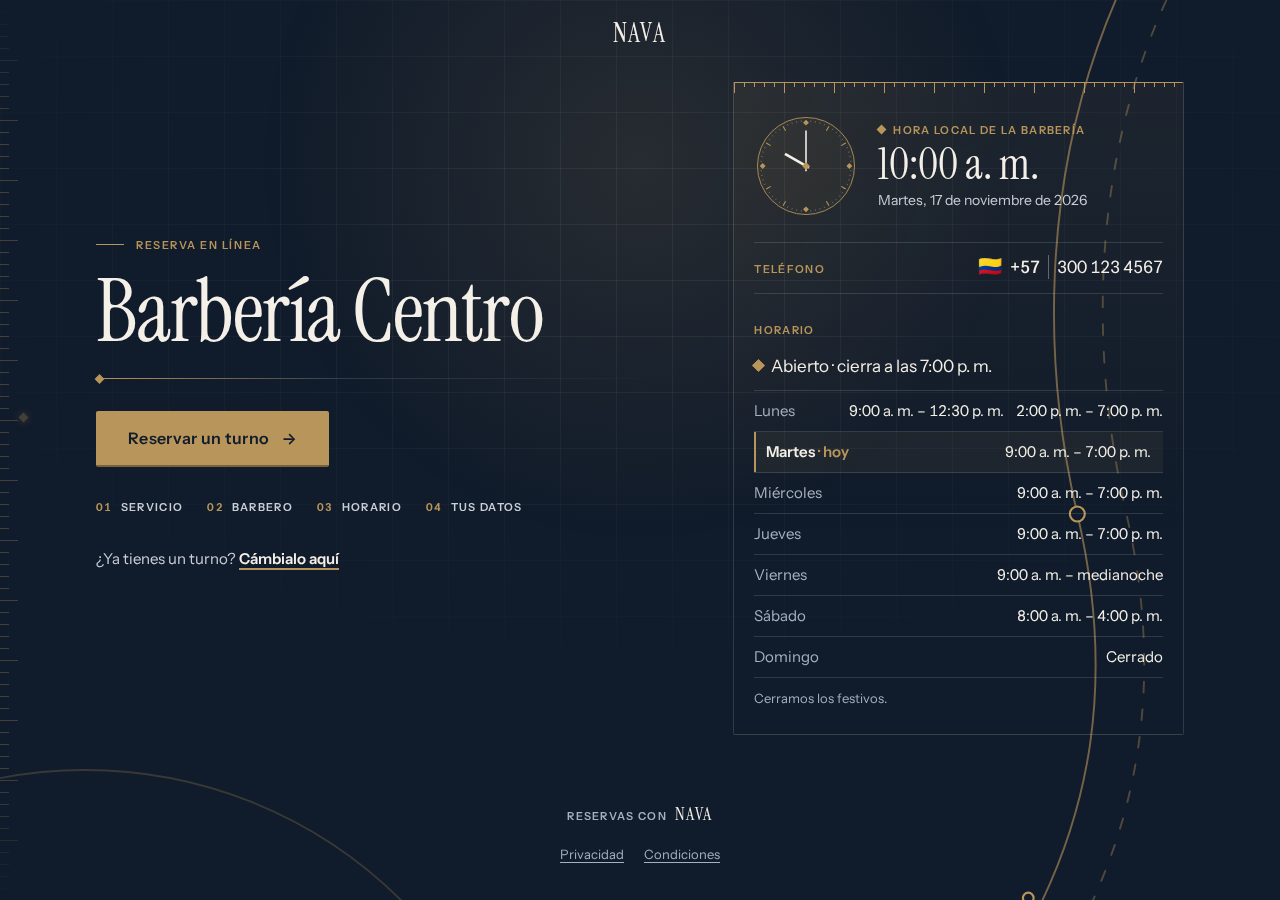 NAVA
RESERVA EN LÍNEA
Barbería Centro
Reservar un turno →
01 SERVICIO 02 BARBERO 03 HORARIO 04 TUS DATOS
¿Ya tienes un turno? Cámbialo aquí
HORA LOCAL DE LA BARBERÍA
10:00 a. m.
Martes, 17 de noviembre de 2026
TELÉFONO +57 300 123 4567
HORARIO
Abierto · cierra a las 7:00 p. m.
Lunes 9:00 a. m. – 12:30 p. m. 2:00 p. m. – 7:00 p. m.
Martes · hoy 9:00 a. m. – 7:00 p. m.
Miércoles 9:00 a. m. – 7:00 p. m.
Jueves 9:00 a. m. – 7:00 p. m.
Viernes 9:00 a. m. – medianoche
Sábado 8:00 a. m. – 4:00 p. m.
Domingo Cerrado
Cerramos los festivos.
RESERVAS CON NAVA
Privacidad Condiciones